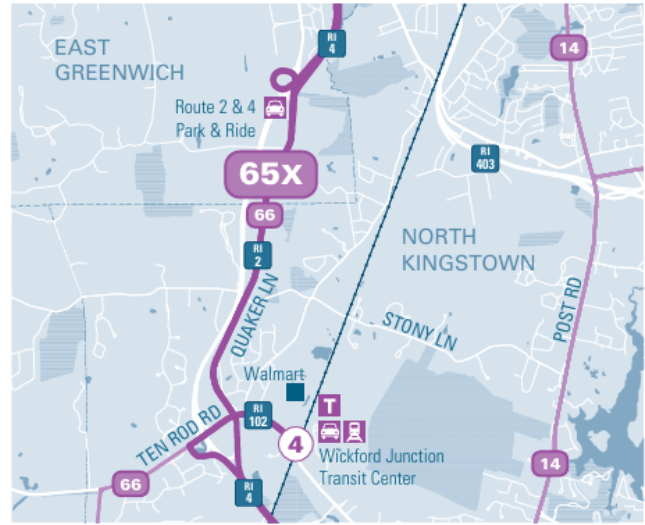 EAST
GREENWICH
RI
4
14
Route 2 & 4
Park & Ride
RI
403
65X
66
NORTH
KINGSTOWN
RI
2
QUAKER LN
STONY LN
POST RD
Walmart
T
TEN ROD RD
RI
102
4
Wickford Junction
Transit Center
14
66
RI
4